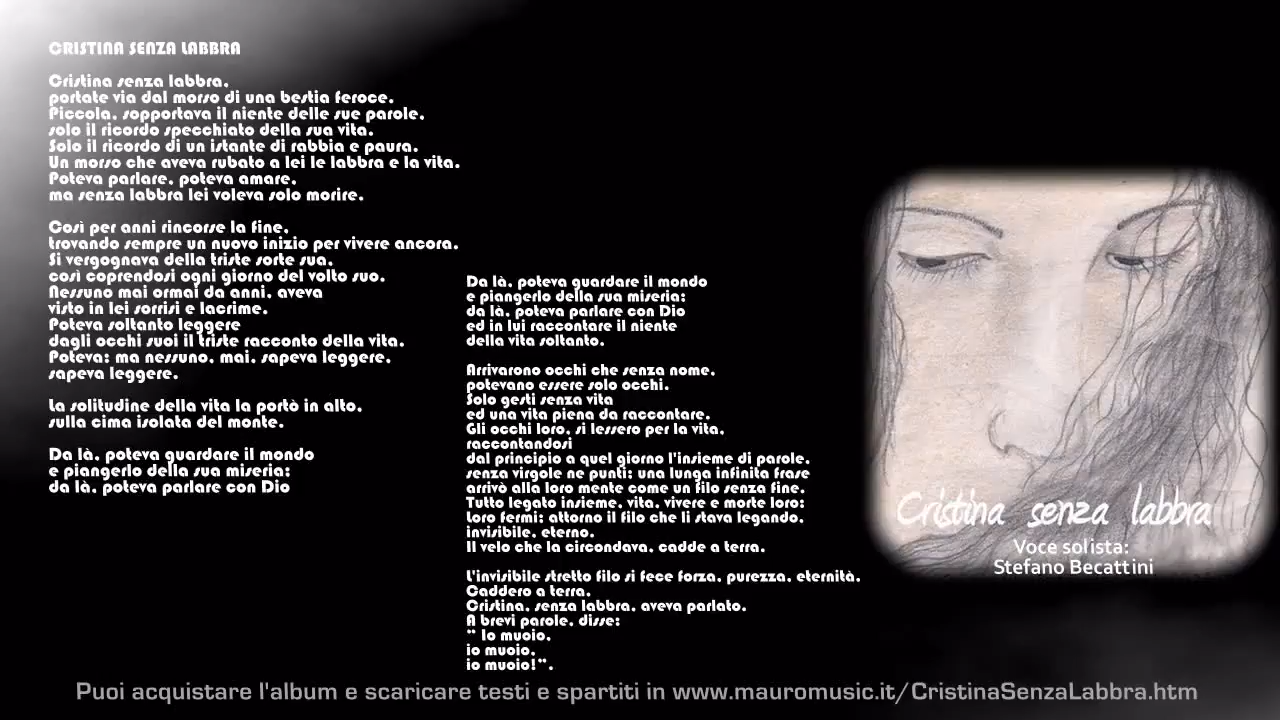 CRISTINA SENZA LABBRA
Cristina senza labbra,
portate via dal morso di una bestia feroce.
Piccola, sopportava il niente delle sue parole,
solo il ricordo specchiato della sua vita.
Solo il ricordo di un istante di rabbia e paura.
Un morso che aveva rubato a lei le labbra e la vita.
Poteva parlare, poteva amare,
ma senza labbra lei voleva solo morire.
Così per anni rincorse la fine,
trovando sempre un nuovo inizio per vivere ancora.
Si vergognava della triste sorte sua,
così coprendosi ogni giorno del volto suo.
Nessuno mai ormai da anni, aveva
visto in lei sorrisi e lacrime.
Poteva soltanto leggere
dagli occhi suoi il triste racconto della vita.
Poteva; ma nessuno, mai, sapeva leggere,
sapeva leggere.
La solitudine della vita la portò in alto,
sulla cima isolata del monte.
Da là, poteva guardare il mondo
e piangerlo della sua miseria;
da là, poteva parlare con Dio
Da là, poteva guardare il mondo
e piangerlo della sua miseria;
da là, poteva parlare con Dio
ed in lui raccontare il niente
della vita soltanto.
Arrivarono occhi che senza nome,
potevano essere solo occhi.
Solo gesti senza vita
ed una vita piena da raccontare.
Gli occhi loro, si lessero per la vita,
raccontandosi
dal principio a quel giorno l'insieme di parole,
senza virgole ne punti; una lunga infinita frase
arrivò alla loro mente come un filo senza fine.
Tutto legato insieme, vita, vivere e morte loro;
loro fermi; attorno il filo che li stava legando,
invisibile, eterno.
Il velo che la circondava, cadde a terra.
L'invisibile stretto filo si fece forza, purezza, eternità.
Caddero a terra.
Cristina, senza labbra, aveva parlato.
A brevi parole, disse:
" Io muoio,
io muoio,
io muoio!".
Cristina senza labbra
Voce solista:
Stefano Becattini
Puoi acquistare l'album e scaricare testi e spartiti in www.mauromusic.it/CristinaSenzaLabbra.htm